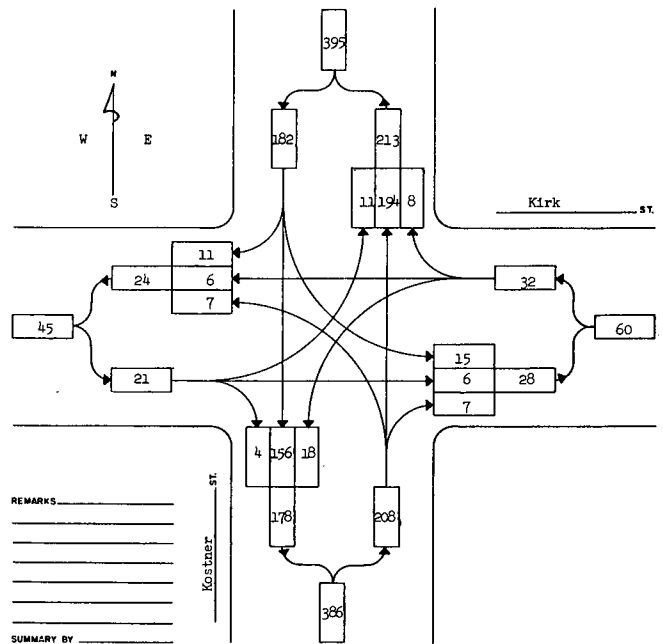 395
N
W E
S
182
213
11 194 8
Kirk ST.
11
24 6
7
32
45
60
21
15
6 28
7
4 156 18
178
208
Kostner ST.
386
REMARKS
SUMMARY BY